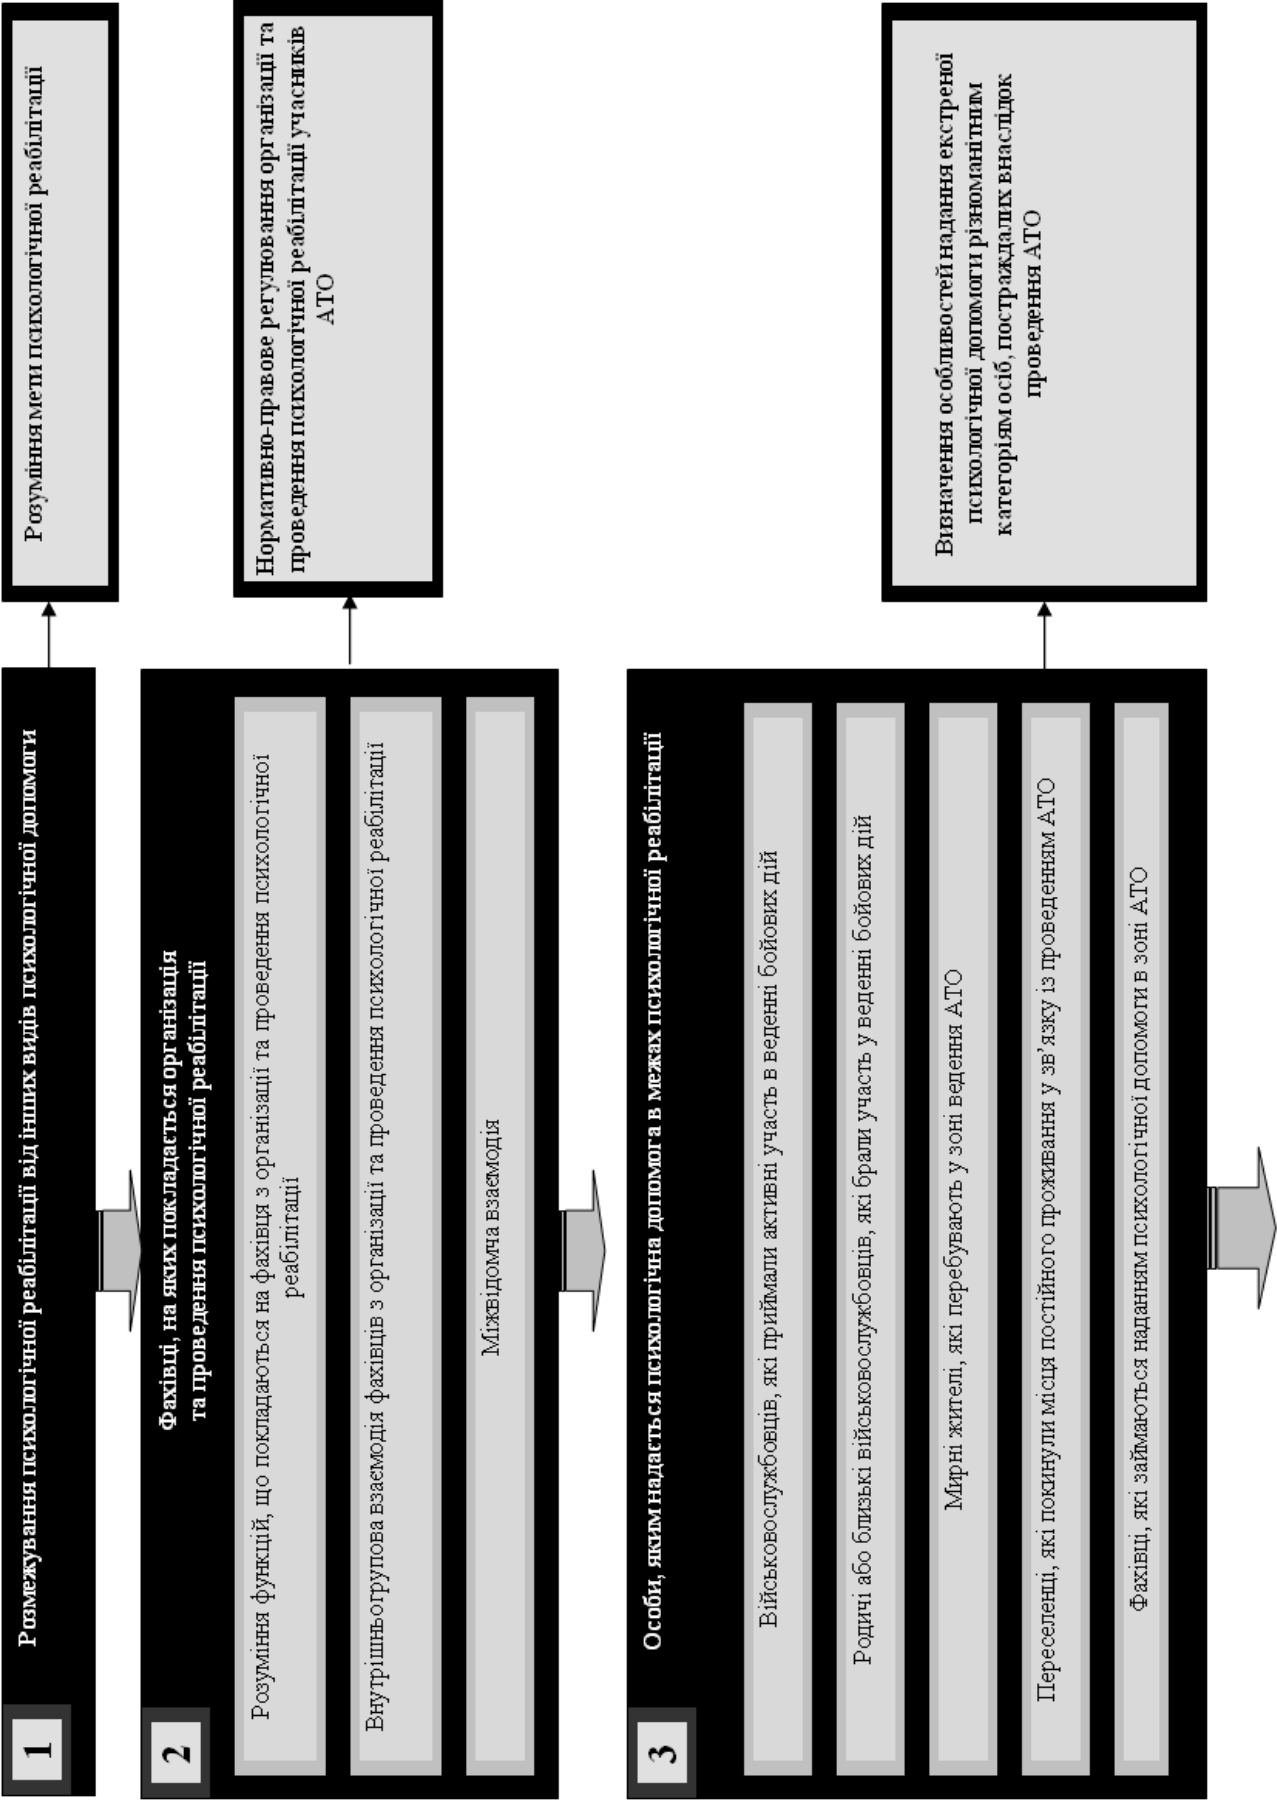 1
Розмежування психологічної реабілітації від інших видів психологічної допомоги
Розуміння мети психологічної реабілітації
2
Фахівці, на яких покладається організація
та проведення психологічної реабілітації
Розуміння функцій, що покладаються на фахівця з організації та проведення психологічної
реабілітації
Внутрішньогрупова взаємодія фахівців з організації та проведення психологічної реабілітації
Міжвідомча взаємодія
Нормативно-правове регулювання організації та
проведення психологічної реабілітації учасників
АТО
3
Особи, яким надається психологічна допомога в межах психологічної реабілітації
Військовослужбовців, які приймали активні участь в веденні бойових дій
Родичі або близькі військовослужбовців, які брали участь у веденні бойових дій
Мирні жителі, які перебувають у зоні ведення АТО
Переселенці, які покинули місця постійного проживання у зв’язку із проведенням АТО
Фахівці, які займаються наданням психологічної допомоги в зоні АТО
Визначення особливостей надання екстреної
психологічної допомоги різноманітним
категоріям осіб, постраждалих внаслідок
проведення АТО